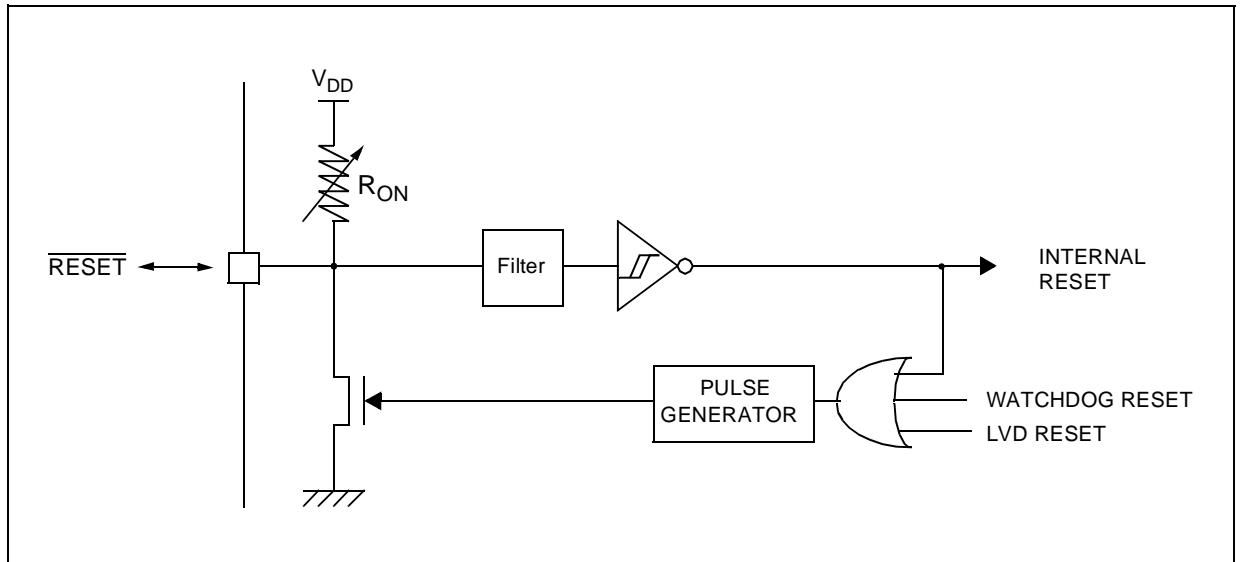 VDD
RON
RESET
Filter
INTERNAL
RESET
PULSE
GENERATOR
WATCHDOG RESET
LVD RESET